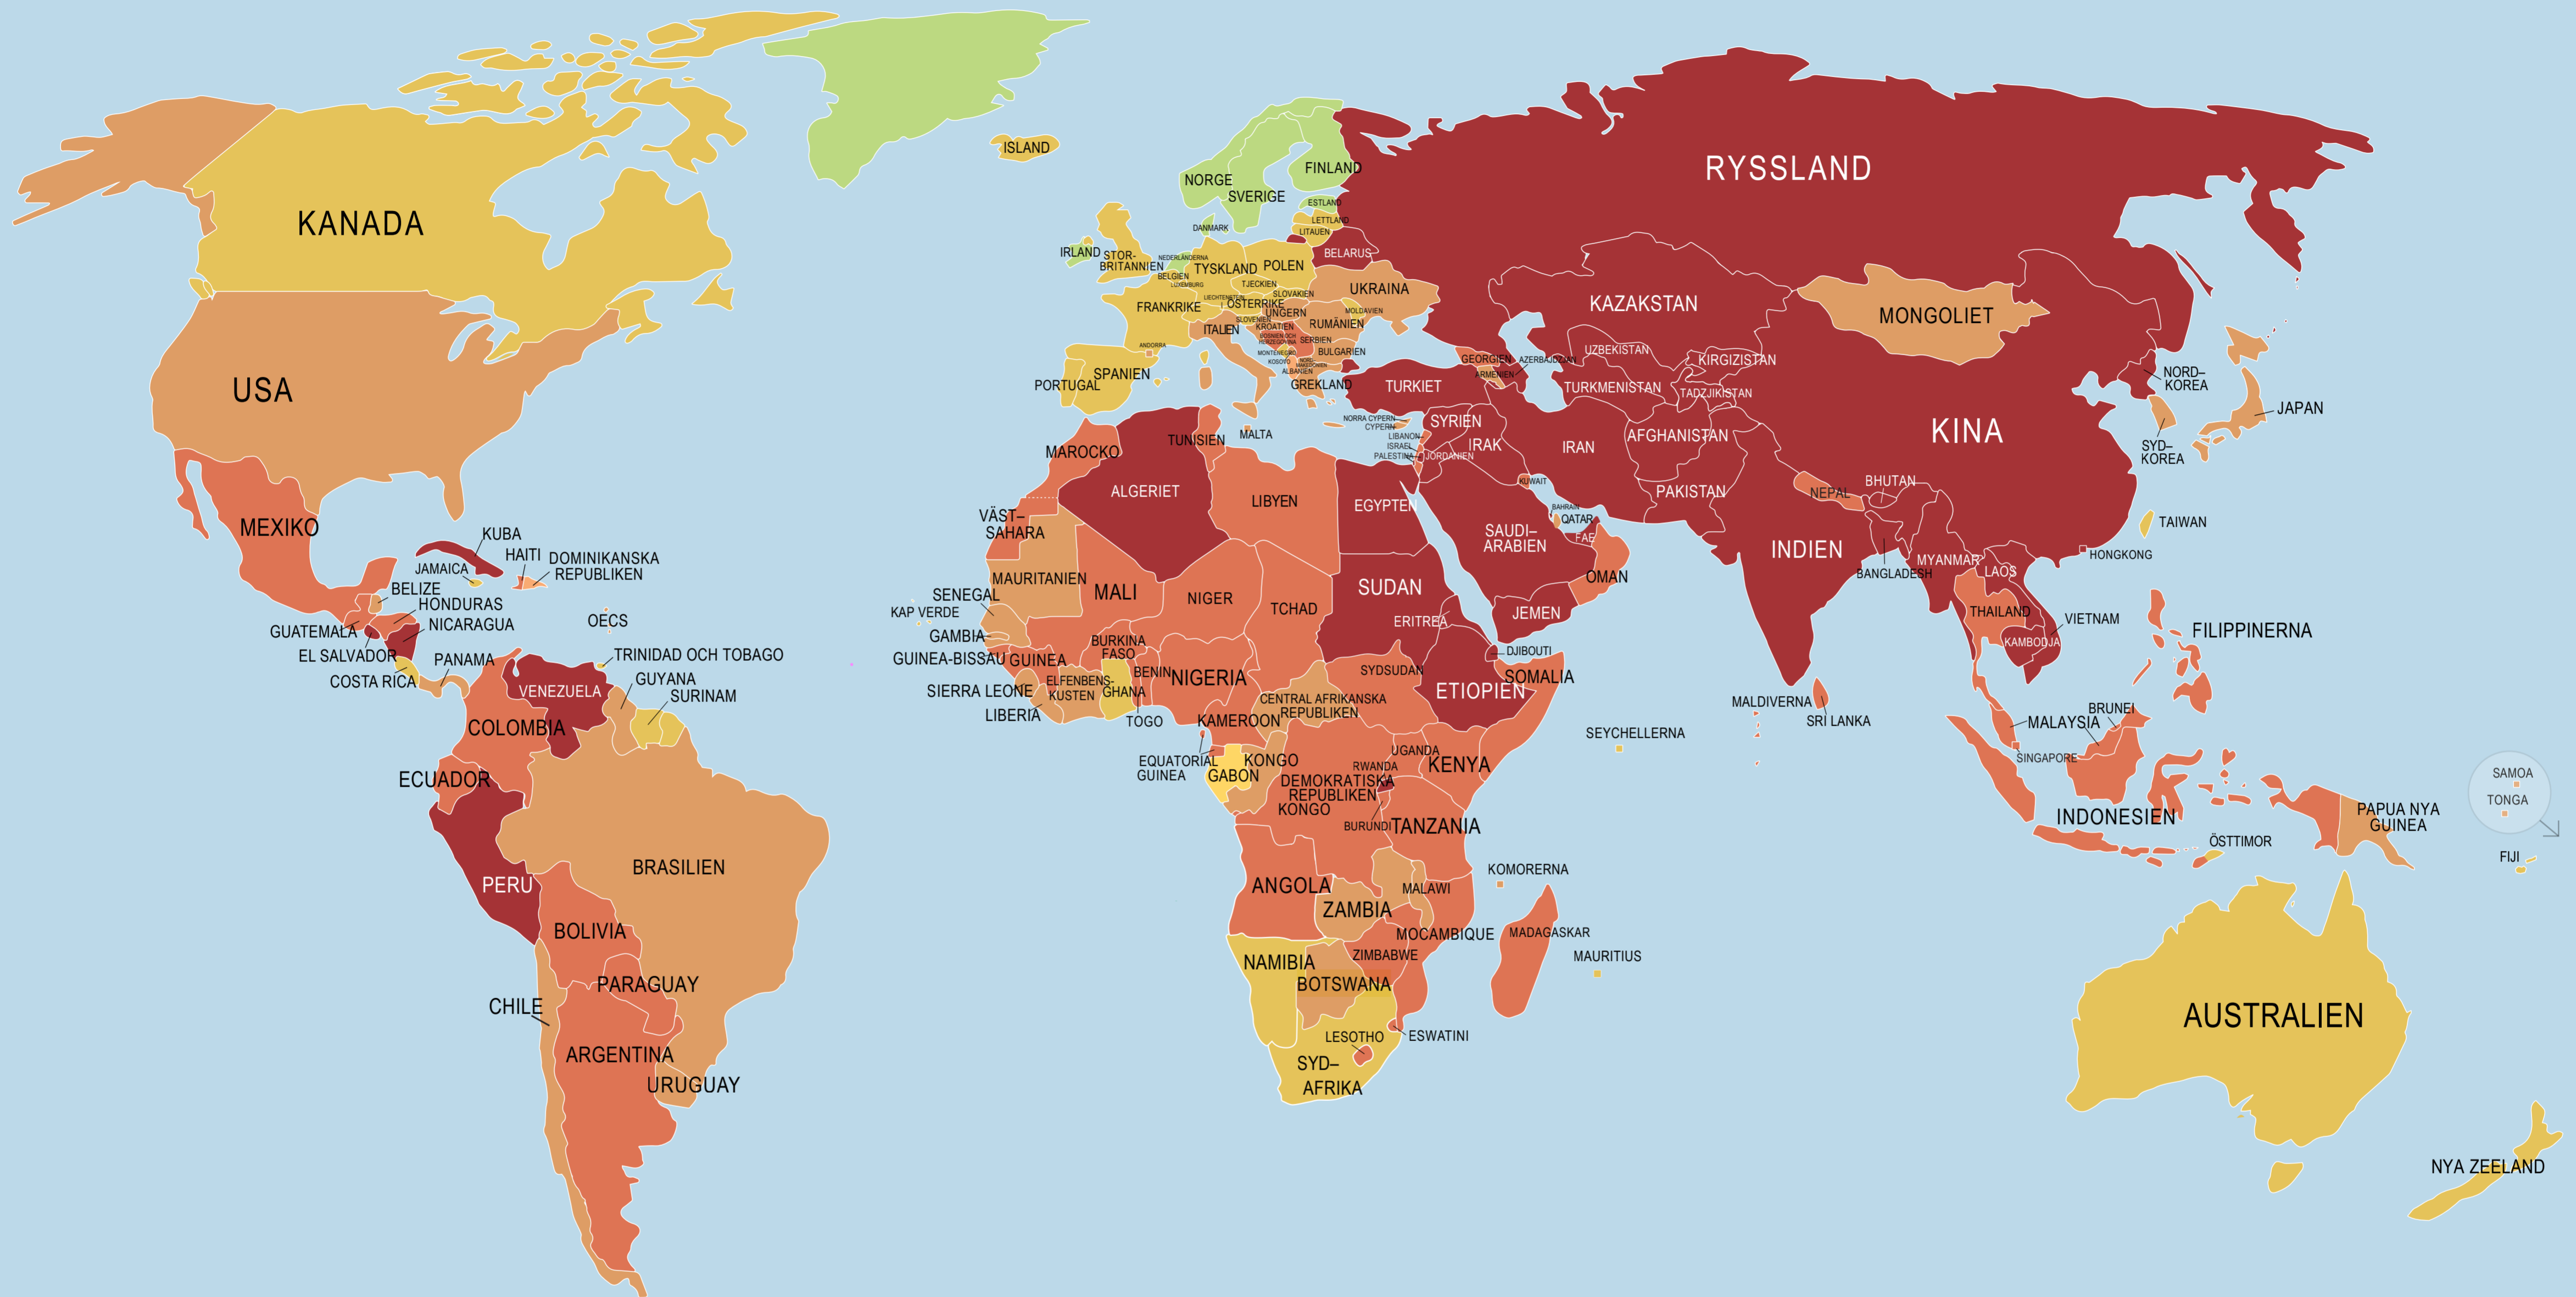 KANADA
USA
MEXIKO
KUBA
HAITI
DOMINIKANSKA
REPUBLIKEN
JAMAICA
BELIZE
HONDURAS
NICARAGUA
GUATEMALA
EL SALVADOR
COSTA RICA
PANAMA
OECS
TRINIDAD OCH TOBAGO
VENEZUELA
GUYANA
SURINAM
COLOMBIA
ECUADOR
PERU
BRASILIEN
BOLIVIA
PARAGUAY
CHILE
ARGENTINA
URUGUAY
ISLAND
NORGE
SVERIGE
FINLAND
ESTLAND
LETTLAND
LITAUEN
DANMARK
IRLAND
STOR-
BRITANNIEN
NEDERLÄNDERNA
BELGIEN
LUXEMBURG
TYSKLAND
POLEN
BELARUS
TJECKIEN
SLOVAKIEN
UKRAINA
FRANKRIKE
LIECHTENSTEIN
ÖSTERRIKE
UNGERN
MOLDAVIEN
SLOVENIEN
KROATIEN
RUMÄNIEN
ITALIEN
BOSNIEN OCH
HERZEGOVINA
SERBIEN
MONTENEGRO
KOSOVO
BULGARIEN
NORD-
MAKEDONIEN
ALBANIEN
GREKLAND
ANDORRA
SPANIEN
PORTUGAL
MALTA
RYSSLAND
KAZAKSTAN
MONGOLIET
UZBEKISTAN
KIRGIZISTAN
TURKMENISTAN
TADZJIKISTAN
GEORGIEN
AZERBAJDZJAN
ARMENIEN
TURKIET
NORRA CYPERN
CYPERN
LIBANON
ISRAEL
PALESTINA
SYRIEN
IRAK
JORDANIEN
IRAN
AFGHANISTAN
PAKISTAN
KUWAIT
BAHRAIN
QATAR
FAE
SAUDI–
ARABIEN
OMAN
JEMEN
KINA
NORD–
KOREA
SYD–
KOREA
JAPAN
TAIWAN
HONGKONG
NEPAL
BHUTAN
INDIEN
BANGLADESH
MYANMAR
LAOS
THAILAND
VIETNAM
KAMBODJA
FILIPPINERNA
MALDIVERNA
SRI LANKA
BRUNEI
MALAYSIA
SINGAPORE
INDONESIEN
ÖSTTIMOR
PAPUA NYA
GUINEA
SAMOA
TONGA
FIJI
AUSTRALIEN
NYA ZEELAND
MAROCKO
TUNISIEN
ALGERIET
LIBYEN
EGYPTEN
VÄST–
SAHARA
MAURITANIEN
MALI
NIGER
TCHAD
SUDAN
ERITREA
SENEGAL
KAP VERDE
GAMBIA
GUINEA-BISSAU
GUINEA
BURKINA
FASO
BENIN
NIGERIA
SIERRA LEONE
ELFENBENS-
KUSTEN
GHANA
LIBERIA
TOGO
KAMEROON
CENTRAL AFRIKANSKA
REPUBLIKEN
SYDSUDAN
ETIOPIEN
DJIBOUTI
SOMALIA
EQUATORIAL
GUINEA
GABON
KONGO
DEMOKRATISKA
REPUBLIKEN
KONGO
UGANDA
RWANDA
BURUNDI
KENYA
TANZANIA
SEYCHELLERNA
KOMORERNA
ANGOLA
ZAMBIA
MALAWI
MOCAMBIQUE
MADAGASKAR
MAURITIUS
ZIMBABWE
NAMIBIA
BOTSWANA
LESOTHO
ESWATINI
SYD–
AFRIKA